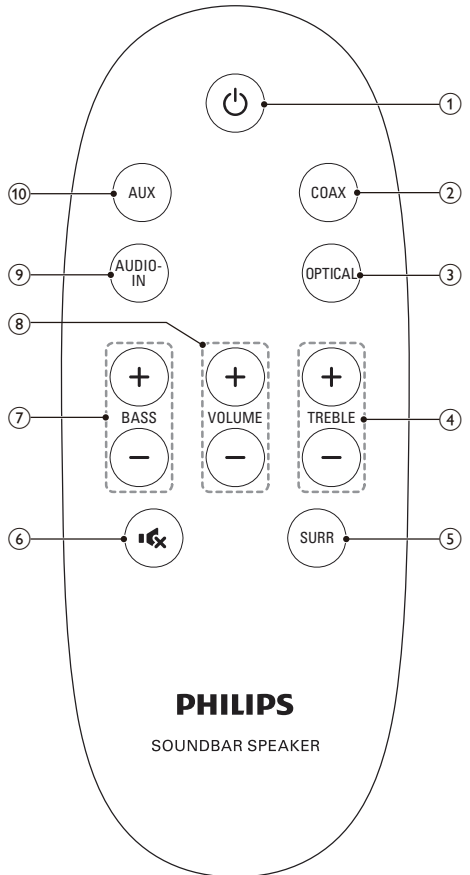 ①
⑩ AUX COAX ②
⑨ AUDIO-
IN OPTICAL ③
⑧
+ + +
⑦ BASS VOLUME TREBLE ④
− − −
⑥ SURR ⑤
PHILIPS
SOUNDBAR SPEAKER